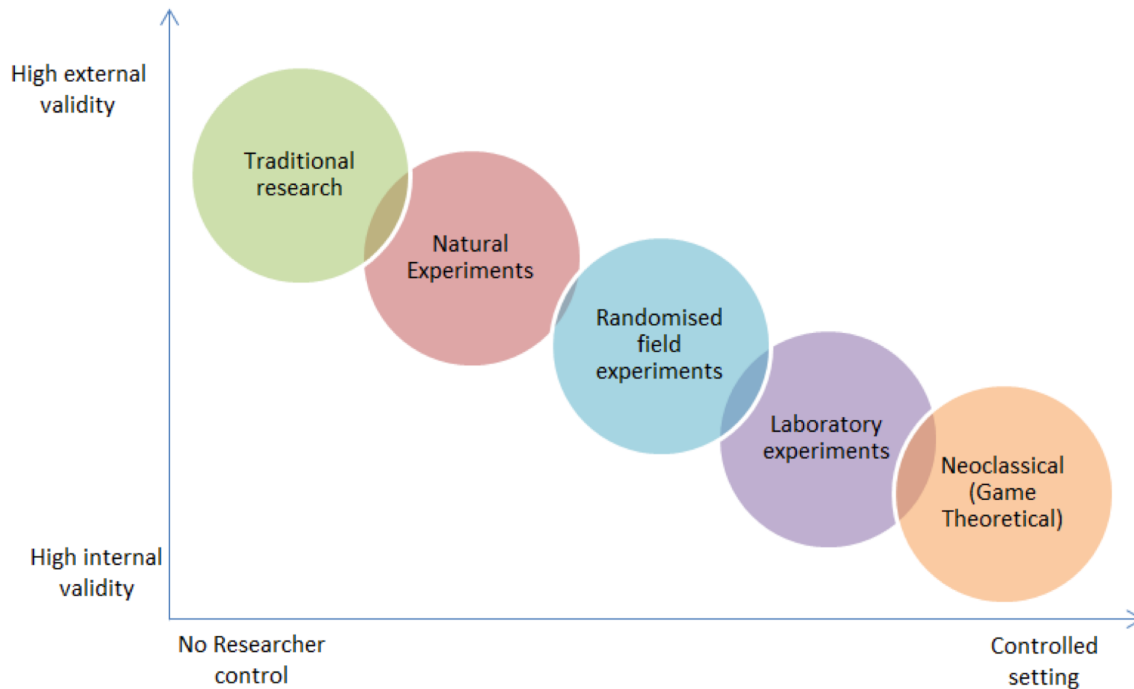 High external
validity
Traditional
research
Natural
Experiments
Randomised
field
experiments
Laboratory
experiments
Neoclassical
(Game
Theoretical)
High internal
validity
No Researcher
control
Controlled
setting